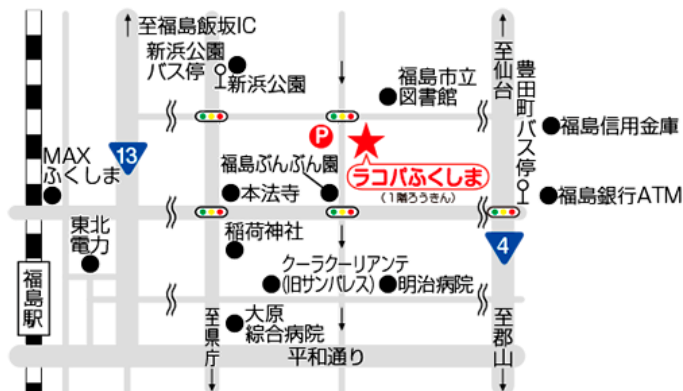 至福島飯坂IC
新浜公園
バス停
新浜公園
福島市立
図書館
至仙台
豊田町バス停
福島信用金庫
P
13
MAX
ふくしま
福島ぶんぶん園
ラコパふくしま
(1階ろうきん)
本法寺
福島銀行ATM
東北
電力
稲荷神社
4
クーラクーリアンテ
(旧サンパレス)
明治病院
福島駅
至県庁
大原
綜合病院
平和通り
至郡山